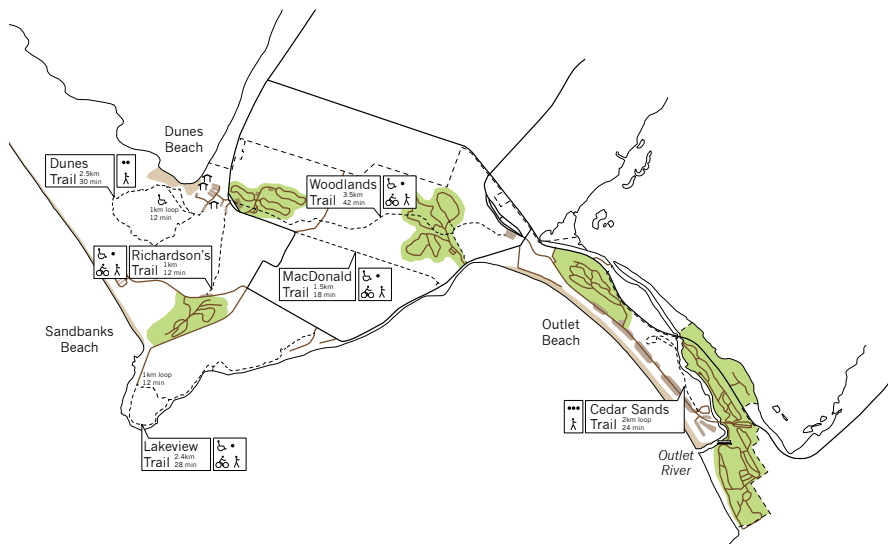 Dunes
Beach
Dunes
Trail 2.5km
30 min
1km loop
12 min
Woodlands
Trail 3.5km
42 min
Richardson's
Trail 1km
12 min
MacDonald
Trail 1.5km
18 min
Sandbanks
Beach
Outlet
Beach
1km loop
12 min
Cedar Sands
Trail 2km loop
24 min
Lakeview
Trail 2.4km
28 min
Outlet
River